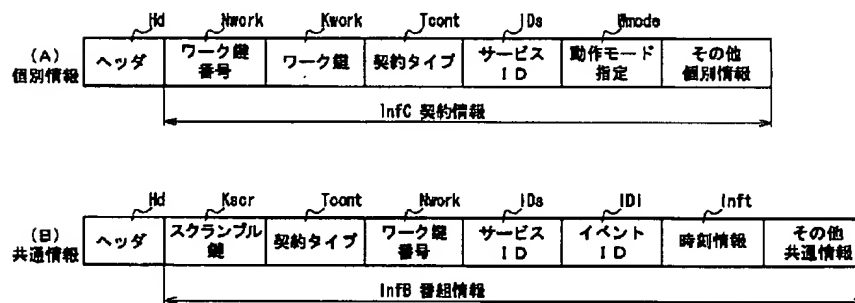 Hd Nwork Kwork Tcont IDs Mmode
(A)
個別情報
ヘッダ ワーク鍵 番号 ワーク鍵 契約タイプ サービス ID 動作モード 指定 その他 個別情報
InfC 契約情報
Hd Kscr Tcont Nwork IDs IDi Inft
(B)
共通情報
ヘッダ スクランブル 鍵 契約タイプ ワーク鍵 番号 サービス ID イベント ID 時刻情報 その他 共通情報
InfB 番組情報